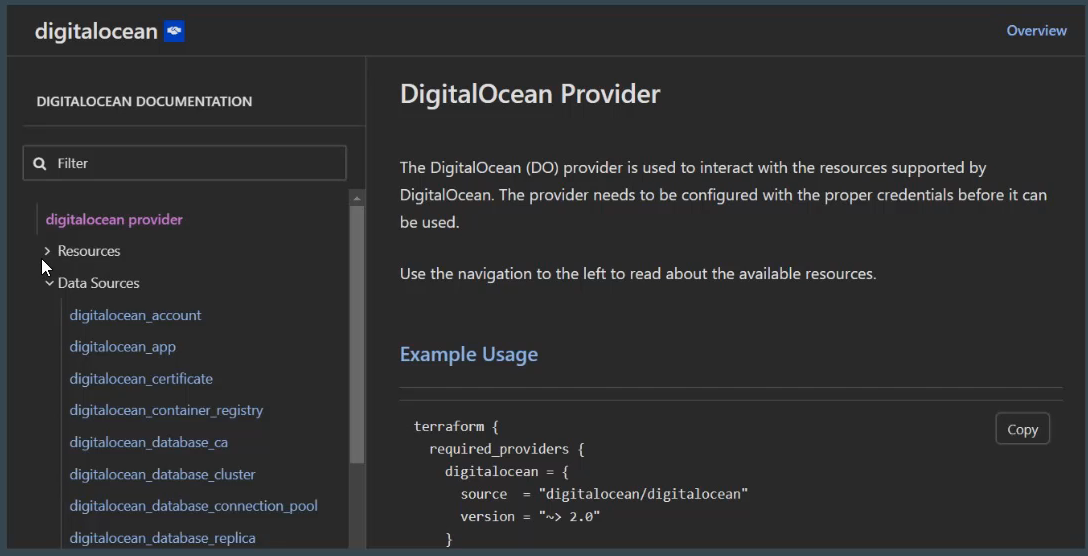 digitalocean
Overview
DIGITALOCEAN DOCUMENTATION
Filter
digitalocean provider
Resources
Data Sources
digitalocean_account
digitalocean_app
digitalocean_certificate
digitalocean_container_registry
digitalocean_database_ca
digitalocean_database_cluster
digitalocean_database_connection_pool
digitalocean_database_replica
DigitalOcean Provider
The DigitalOcean (DO) provider is used to interact with the resources supported by
DigitalOcean. The provider needs to be configured with the proper credentials before it can
be used.
Use the navigation to the left to read about the available resources.
Example Usage
Copy
terraform {
  required_providers {
    digitalocean = {
      source  = "digitalocean/digitalocean"
      version = "~> 2.0"
    }